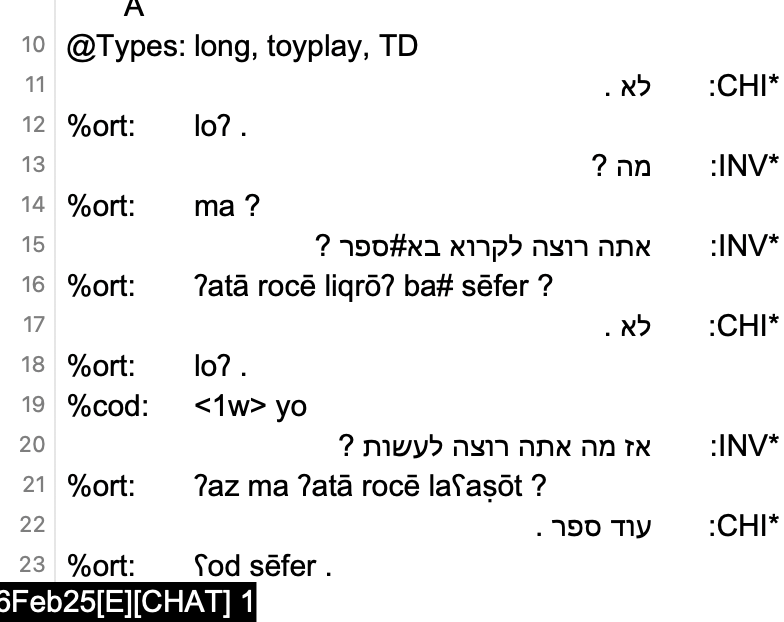 A
10 @Types: long, toyplay, TD
11 *CHI: לא .
12 %ort: loʔ .
13 *INV: מה ?
14 %ort: ma ?
15 *INV: אתה רוצה לקרוא בא#ספר ?
16 %ort: ʔatā rocē liqrōʔ ba# sēfer ?
17 *CHI: לא .
18 %ort: loʔ .
19 %cod: <1w> yo
20 *INV: אז מה אתה רוצה לעשות ?
21 %ort: ʔaz ma ʔatā rocē laʕaṣōt ?
22 *CHI: עוד ספר .
23 %ort: ʕod sēfer .
6Feb25[E][CHAT] 1